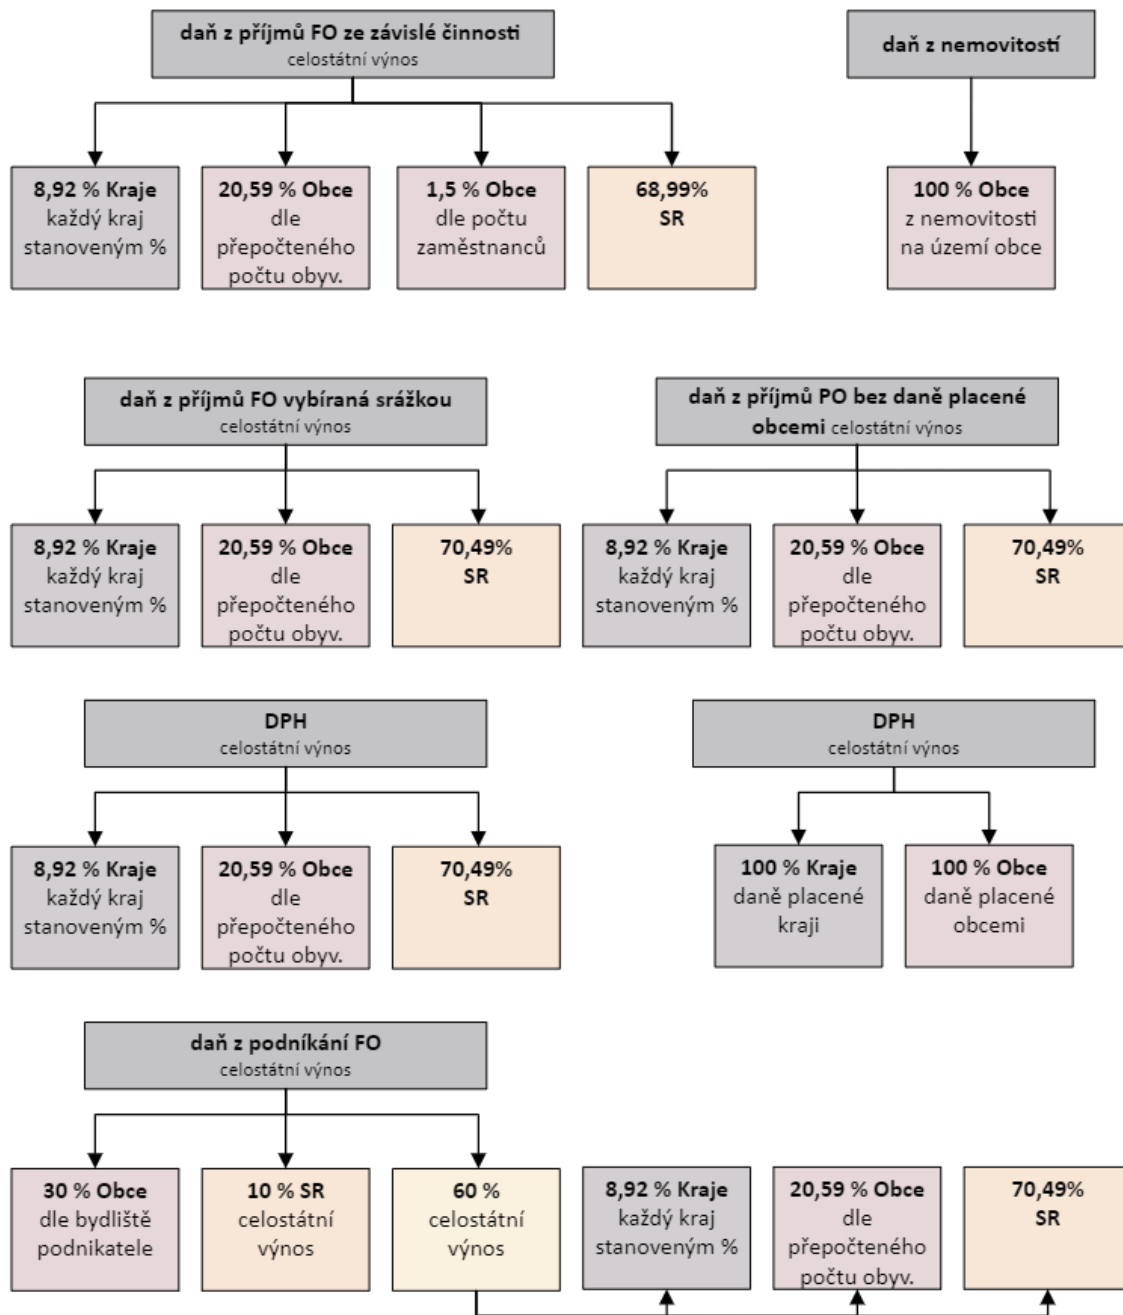 daň z příjmů FO ze závislé činnosti
celostátní výnos
daň z nemovitostí
8,92 % Kraje
každý kraj
stanoveným %
20,59 % Obce
dle
přepočteného
počtu obyv.
1,5 % Obce
dle počtu
zaměstnanců
68,99%
SR
100 % Obce
z nemovitosti
na území obce
daň z příjmů FO vybíraná srážkou
celostátní výnos
daň z příjmů PO bez daně placené
obcemi celostátní výnos
8,92 % Kraje
každý kraj
stanoveným %
20,59 % Obce
dle
přepočteného
počtu obyv.
70,49%
SR
8,92 % Kraje
každý kraj
stanoveným %
20,59 % Obce
dle
přepočteného
počtu obyv.
70,49%
SR
DPH
celostátní výnos
DPH
celostátní výnos
8,92 % Kraje
každý kraj
stanoveným %
20,59 % Obce
dle
přepočteného
počtu obyv.
70,49%
SR
100 % Kraje
daně placené
kraji
100 % Obce
daně placené
obcemi
daň z podníkání FO
celostátní výnos
30 % Obce
dle bydliště
podnikatele
10 % SR
celostátní
výnos
60 %
celostátní
výnos
8,92 % Kraje
každý kraj
stanoveným %
20,59 % Obce
dle
přepočteného
počtu obyv.
70,49%
SR